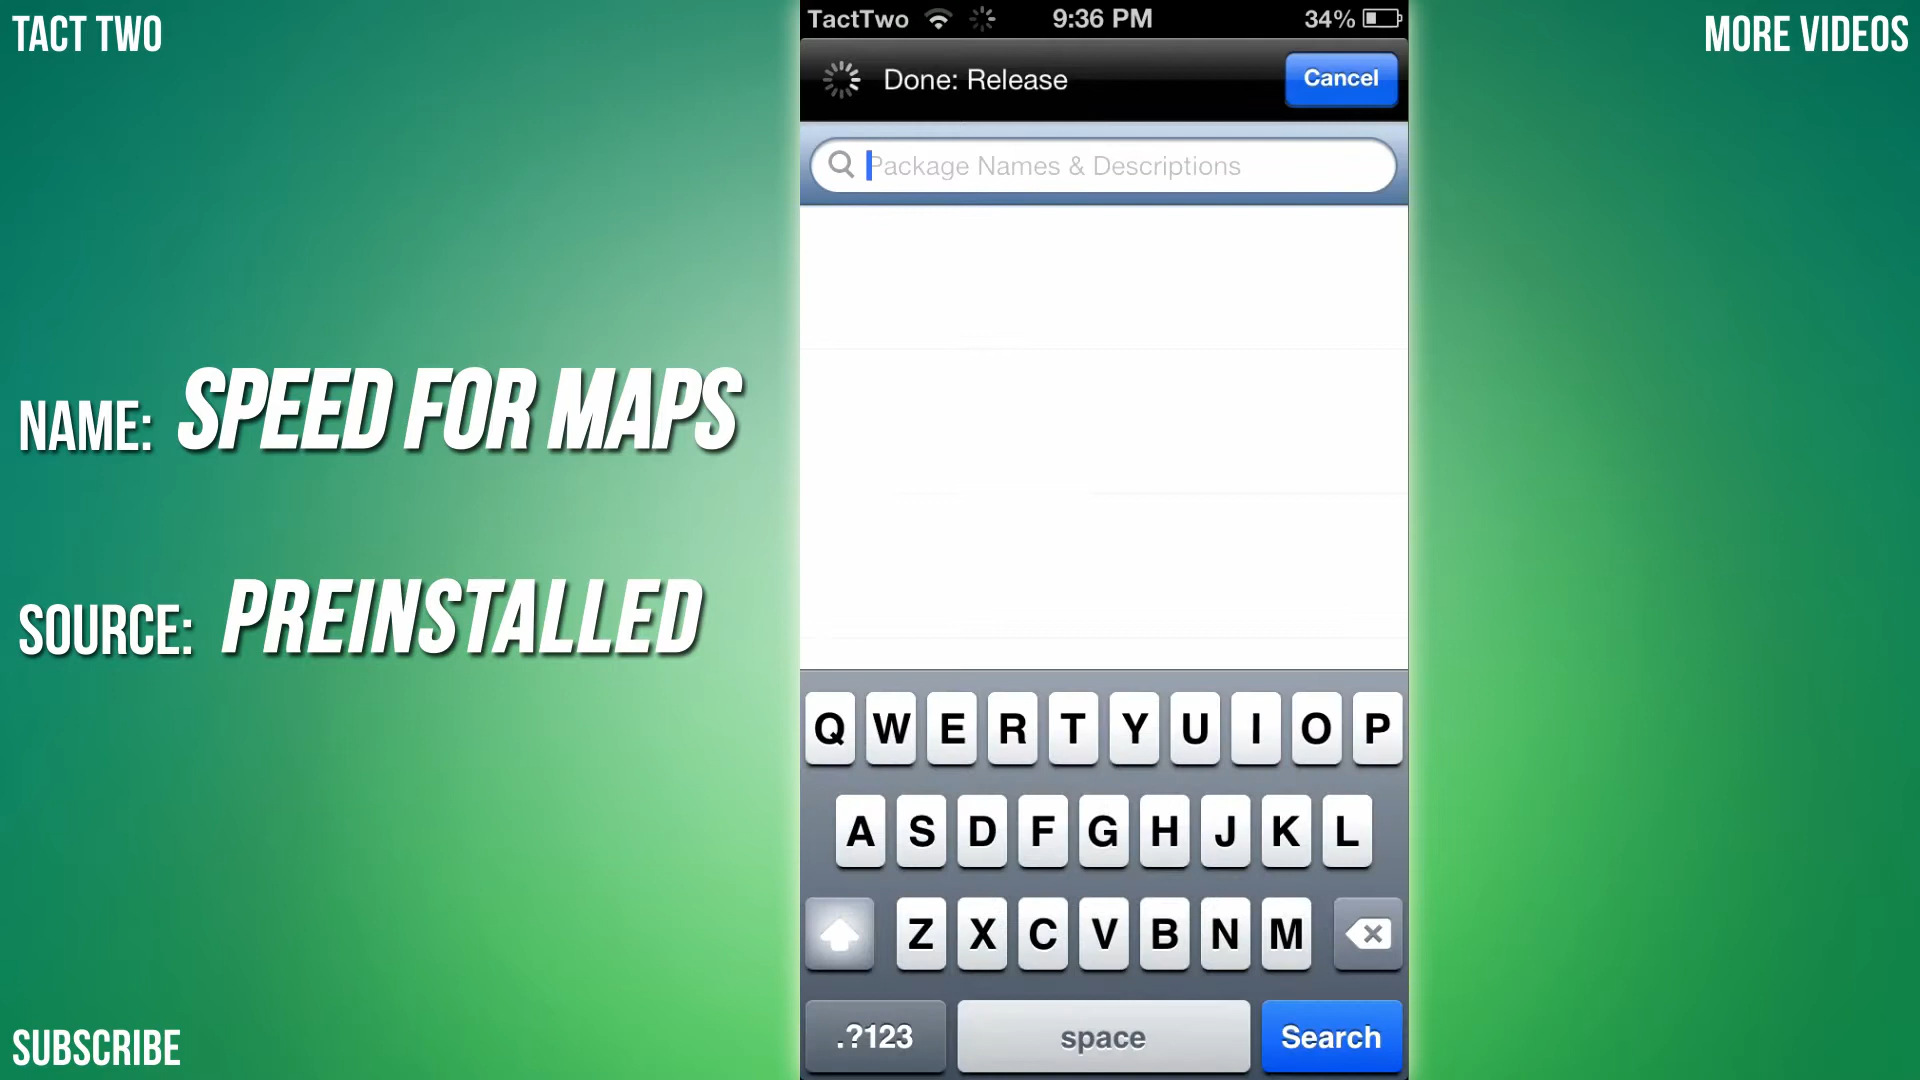 TACT TWO
MORE VIDEOS
TactTwo 9:36 PM 34%
Done: Release
Cancel
Package Names & Descriptions
NAME: SPEED FOR MAPS
SOURCE: PREINSTALLED
Q W E R T Y U I O P
A S D F G H J K L
Z X C V B N M
.?123 space Search
SUBSCRIBE